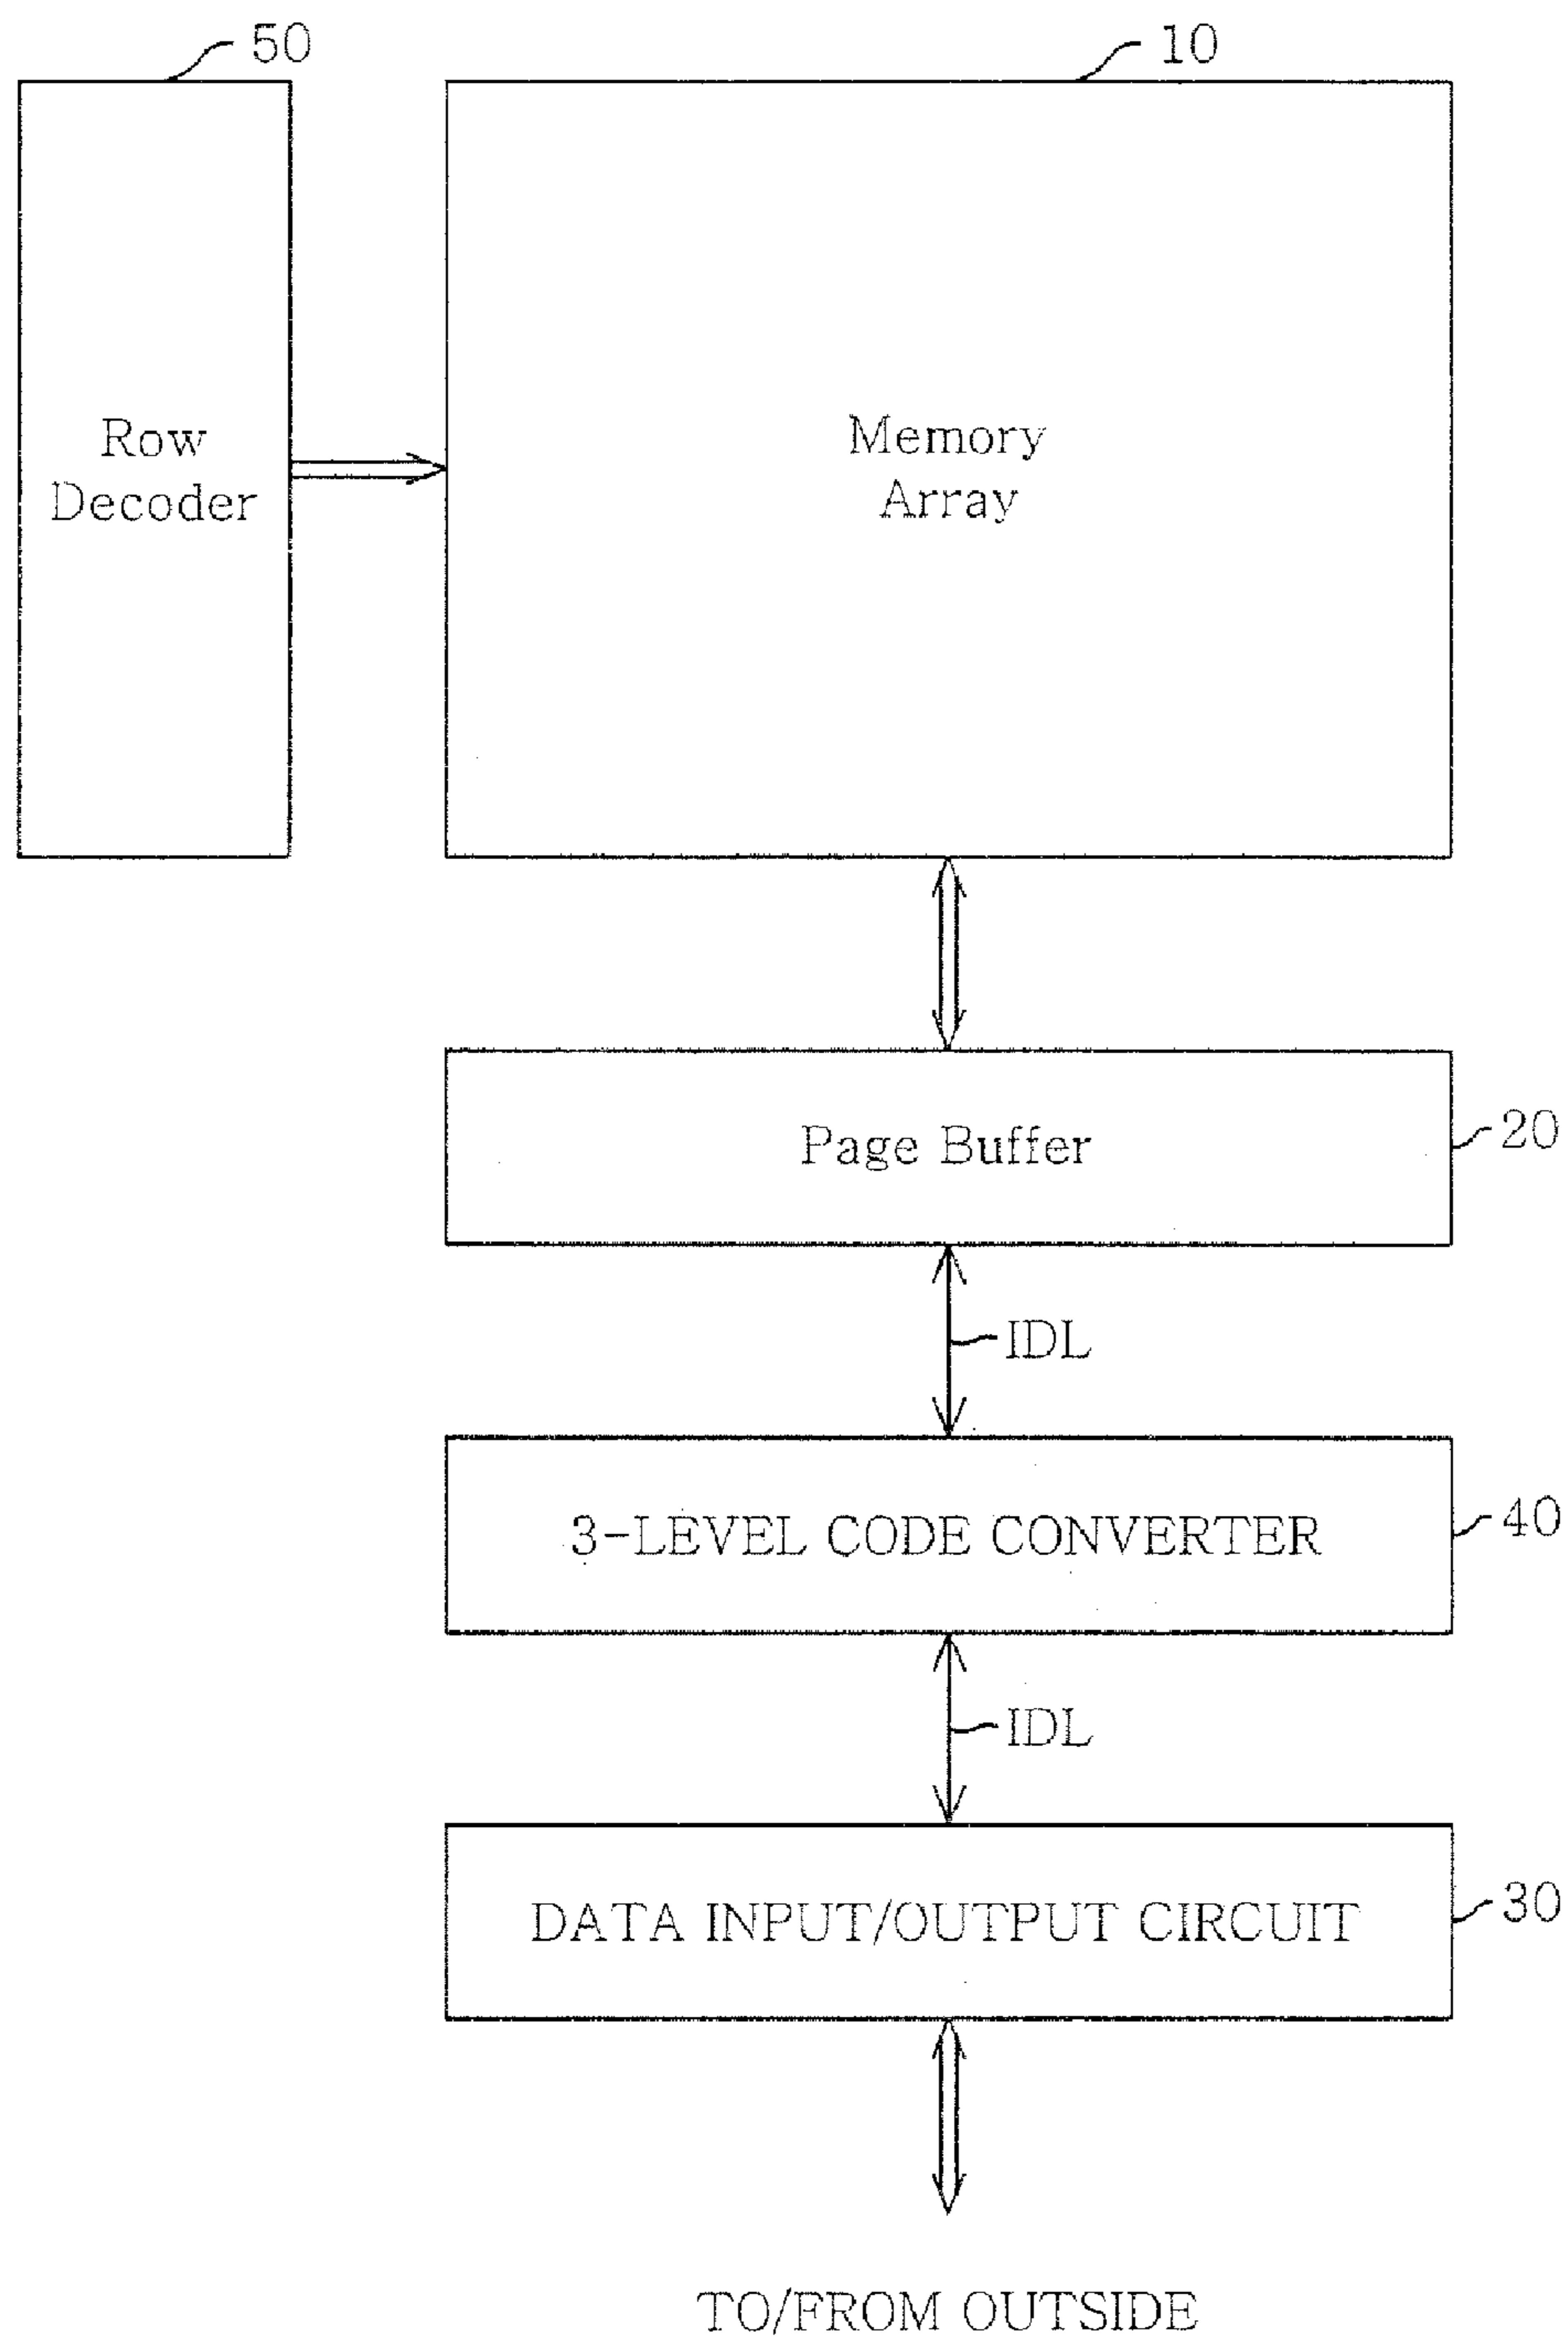 50
10
Row
Decoder
Memory
Array
Page Buffer
20
IDL
3-LEVEL CODE CONVERTER
40
IDL
DATA INPUT/OUTPUT CIRCUIT
30
TO/FROM OUTSIDE